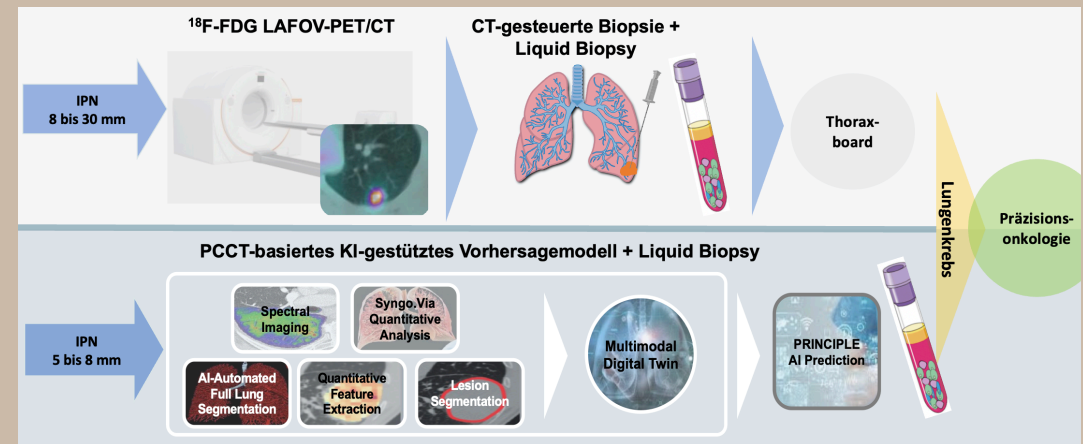 ¹⁸F-FDG LAFOV-PET/CT
CT-gesteuerte Biopsie +
Liquid Biopsy
IPN
8 bis 30 mm
Thorax-
board
Lungenkrebs
Präzisions-
onkologie
PCCT-basiertes KI-gestütztes Vorhersagemodell + Liquid Biopsy
IPN
5 bis 8 mm
Spectral
Imaging
Syngo.Via
Quantitative
Analysis
AI-Automated
Full Lung
Segmentation
Quantitative
Feature
Extraction
Lesion
Segmentation
Multimodal
Digital Twin
PRINCIPLE
AI Prediction